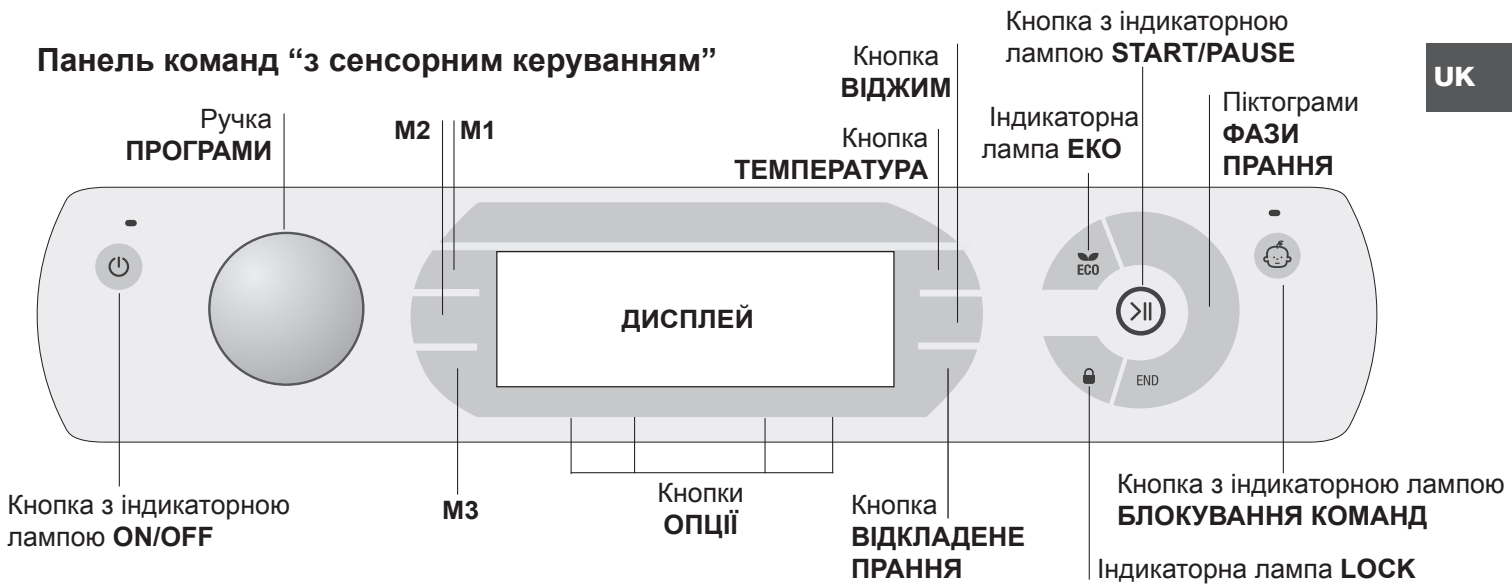 Панель команд “з сенсорним керуванням”
UK
Ручка
ПРОГРАМИ
M2
M1
Кнопка
ВІДЖИМ
Кнопка
ТЕМПЕРАТУРА
Кнопка з індикаторною
лампою START/PAUSE
Індикаторна
лампа ЕКО
Піктограми
ФАЗИ
ПРАННЯ
ECO
ДИСПЛЕЙ
END
Кнопка з індикаторною
лампою ON/OFF
M3
Кнопки
ОПЦІЇ
Кнопка
ВІДКЛАДЕНЕ
ПРАННЯ
Кнопка з індикаторною лампою
БЛОКУВАННЯ КОМАНД
Індикаторна лампа LOCK